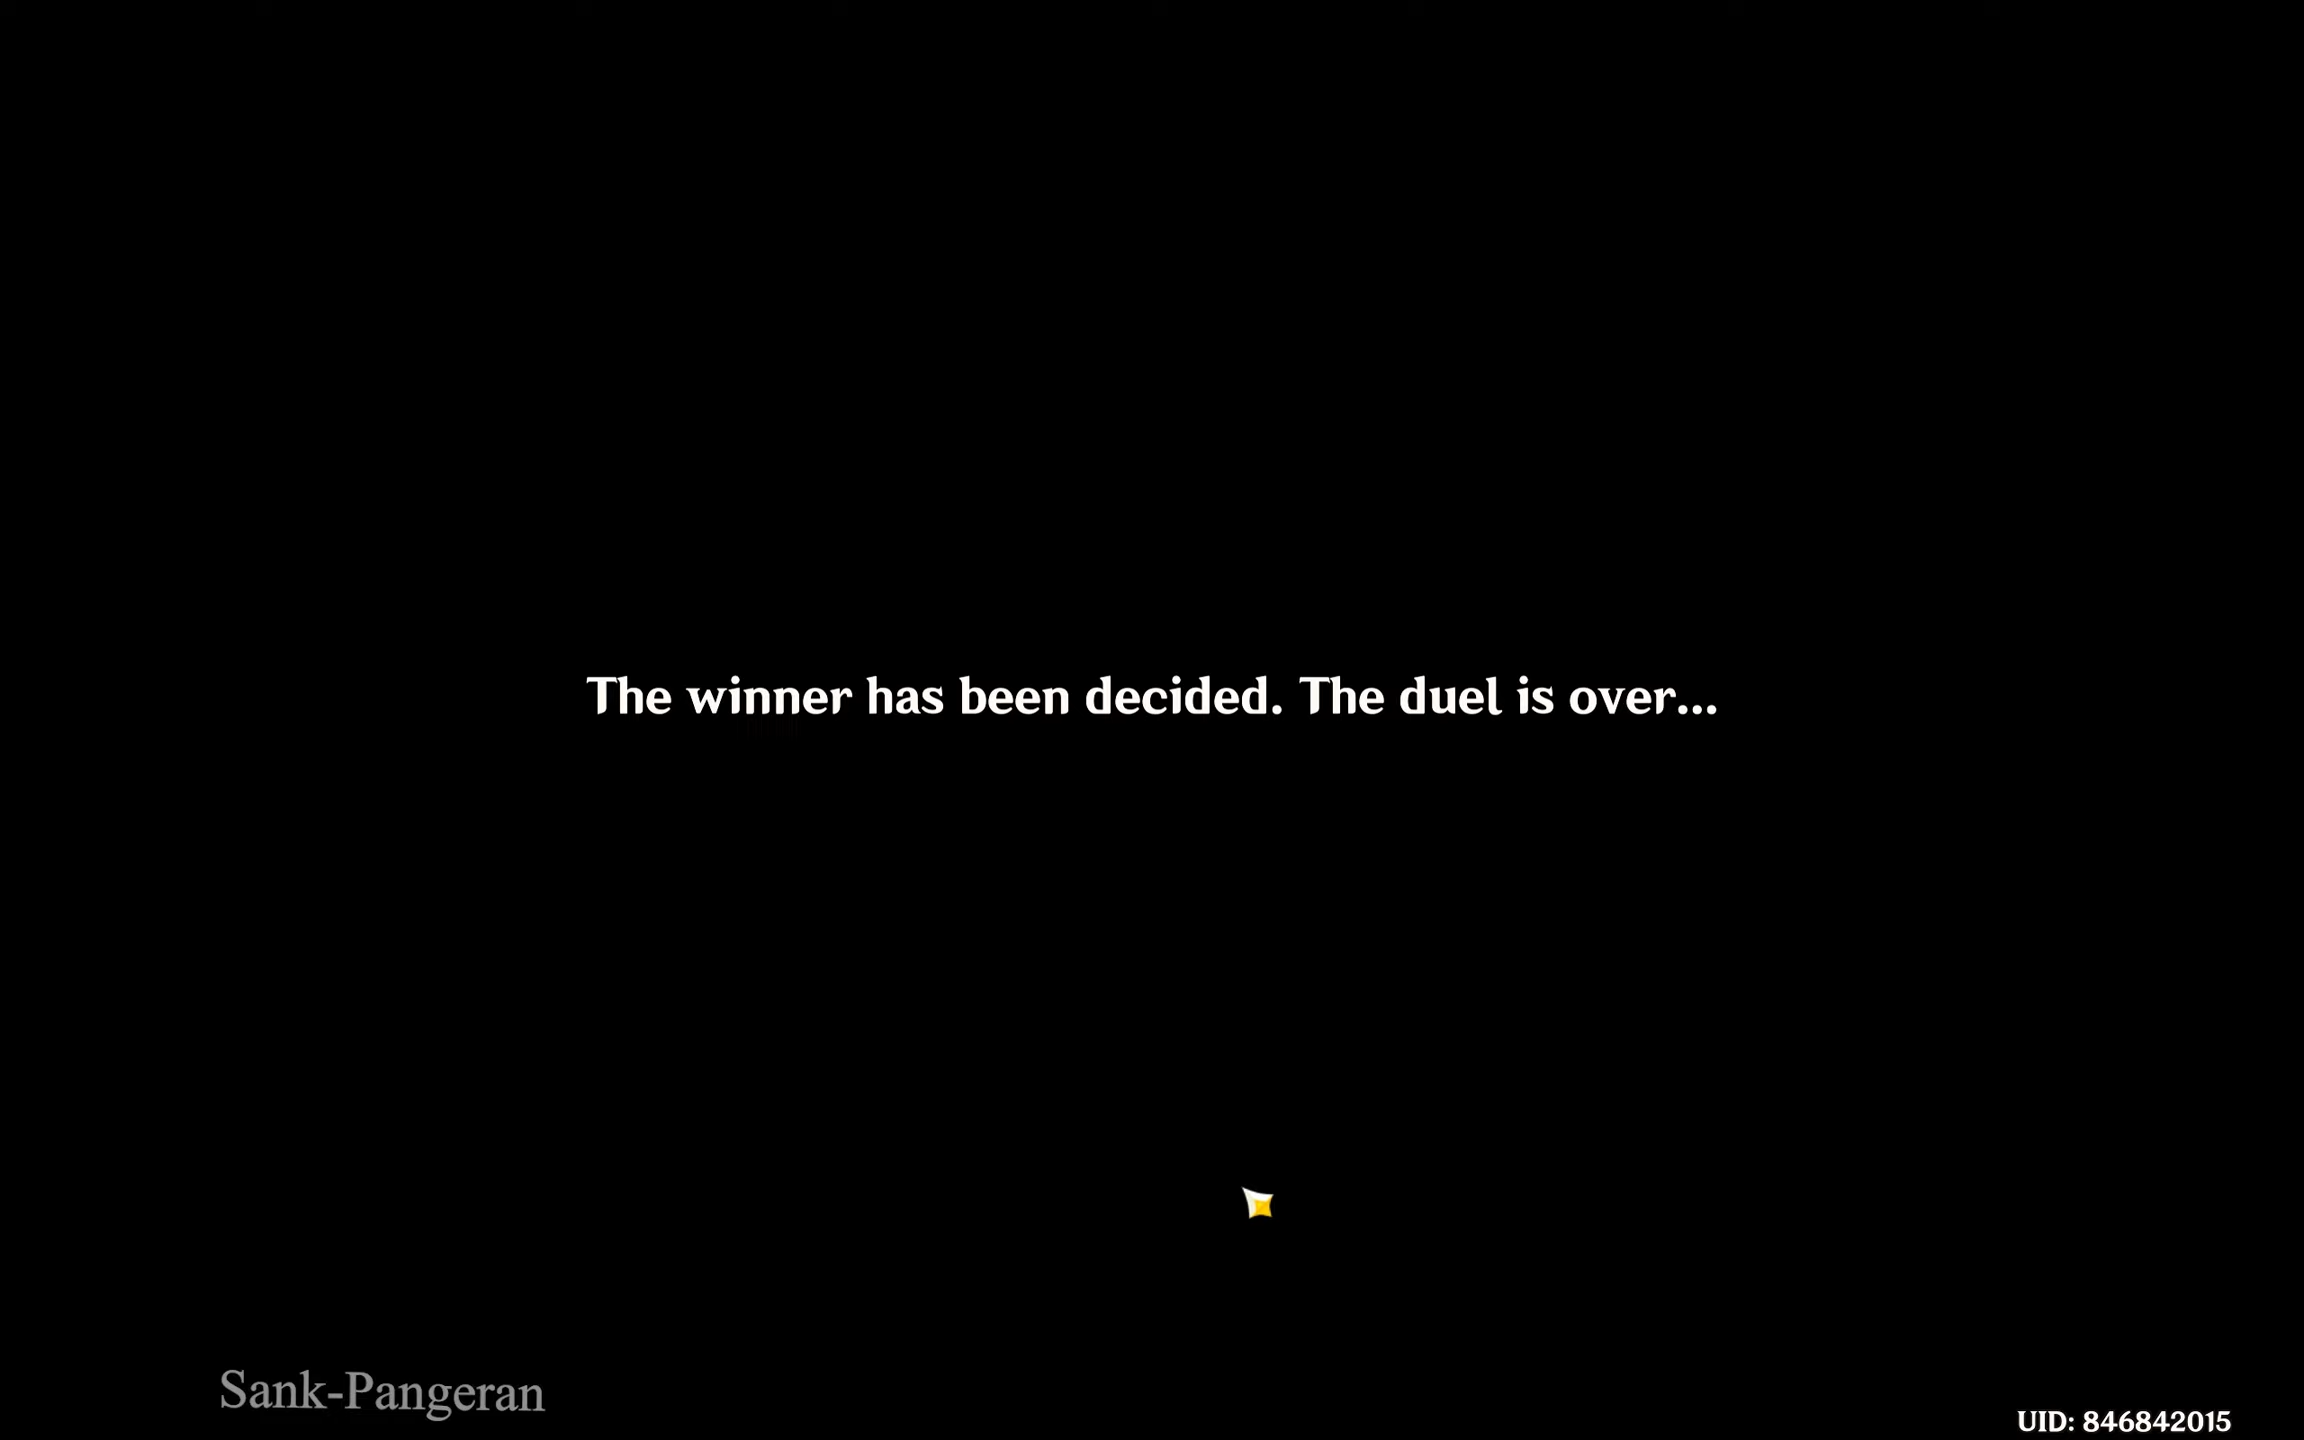 The winner has been decided. The duel is over...
Sank-Pangeran
UID: 846842015